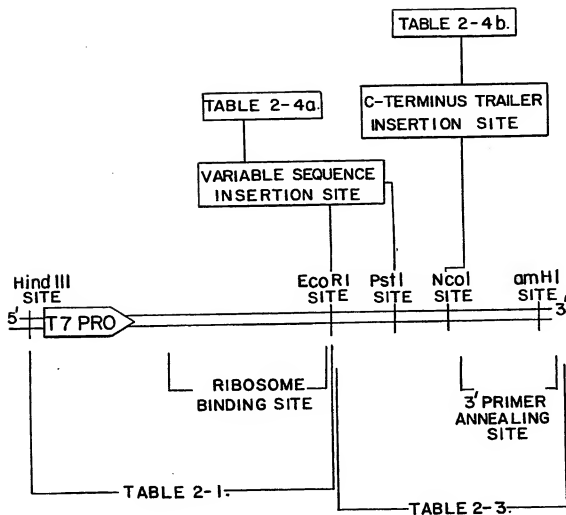 TABLE 2-4b.
C-TERMINUS TRAILER
INSERTION SITE
TABLE 2-4a.
VARIABLE SEQUENCE
INSERTION SITE
Hind III
SITE
EcoRI
SITE
PstI
SITE
NcoI
SITE
amHI
SITE
5'
T7 PRO
3'
RIBOSOME
BINDING SITE
3' PRIMER
ANNEALING
SITE
TABLE 2-1.
TABLE 2-3.